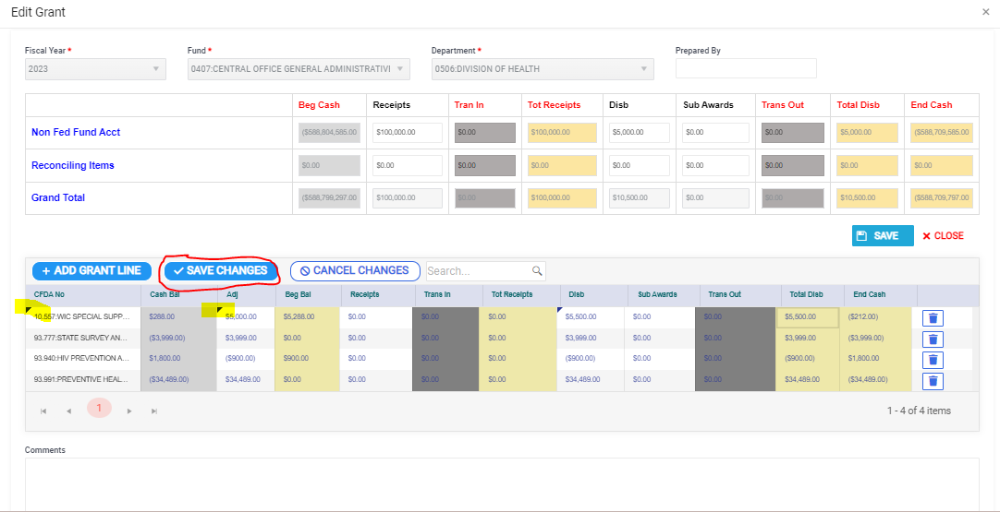 Edit Grant ×
Fiscal Year * Fund * Department * Prepared By
2023 0407:CENTRAL OFFICE GENERAL ADMINISTRATIVI 0506:DIVISION OF HEALTH
Beg Cash Receipts Tran In Tot Receipts Disb Sub Awards Trans Out Total Disb End Cash
Non Fed Fund Acct ($588,804,585.00 $100,000.00 $0.00 $100,000.00 $5,000.00 $0.00 $0.00 $5,000.00 ($588,709,585.00
Reconciling Items $0.00 $0.00 $0.00 $0.00 $0.00 $0.00 $0.00 $0.00 $0.00
Grand Total ($588,799,297.00 $100,000.00 $0.00 $100,000.00 $10,500.00 $0.00 $0.00 $10,500.00 ($588,709,797.00
SAVE × CLOSE
+ ADD GRANT LINE SAVE CHANGES CANCEL CHANGES Search...
CFDA No Cash Bal Adj Beg Bal Receipts Trans In Tot Receipts Disb Sub Awards Trans Out Total Disb End Cash
10.557:WIC SPECIAL SUPP... $288.00 $5,000.00 $5,288.00 $0.00 $0.00 $0.00 $5,500.00 $0.00 $0.00 $5,500.00 ($212.00)
93.777:STATE SURVEY AN... ($3,999.00) $3,999.00 $0.00 $0.00 $0.00 $0.00 $3,999.00 $0.00 $0.00 $3,999.00 ($3,999.00)
93.940:HIV PREVENTION A... $1,800.00 ($900.00) $900.00 $0.00 $0.00 $0.00 ($900.00) $0.00 $0.00 ($900.00) $1,800.00
93.991:PREVENTIVE HEAL... ($34,489.00) $34,489.00 $0.00 $0.00 $0.00 $0.00 $34,489.00 $0.00 $0.00 $34,489.00 ($34,489.00)
1 1 - 4 of 4 items
Comments